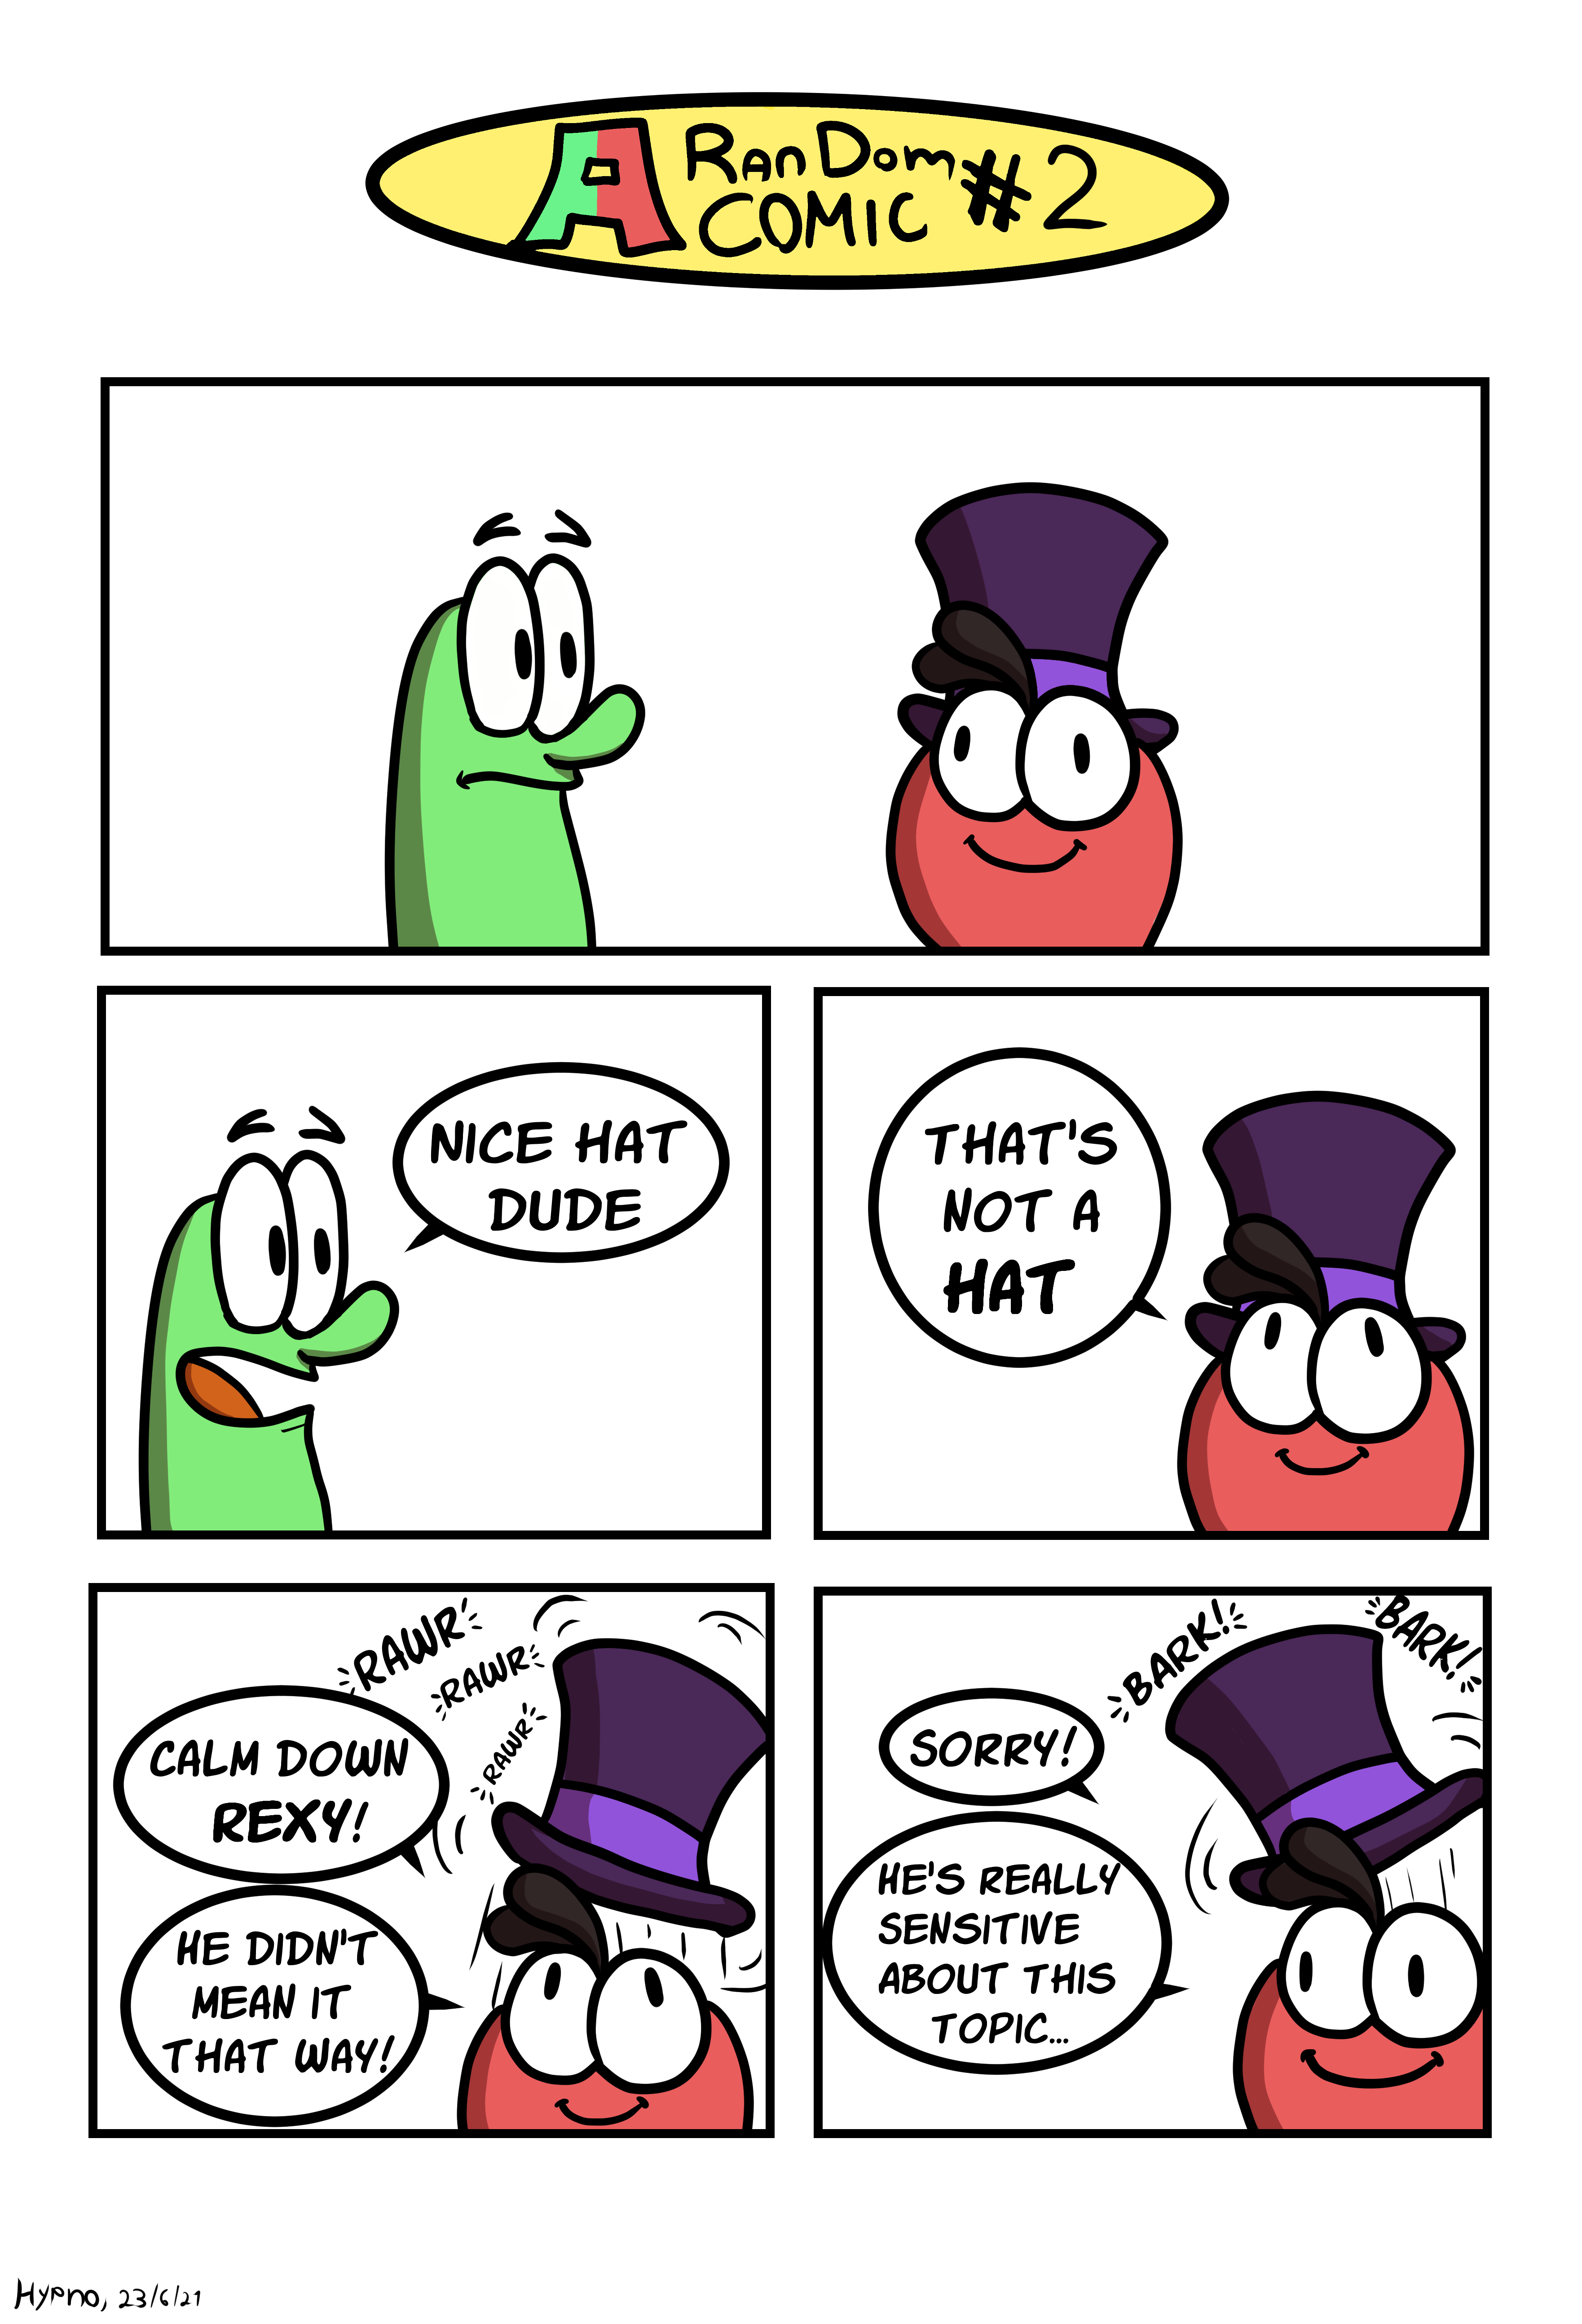 A RANDOM #2
COMIC
NICE HAT
DUDE
THAT'S
NOT A
HAT
RAWR
RAWR
RAWR
CALM DOWN
REXY!
HE DIDN'T
MEAN IT
THAT WAY!
BARK!
BARK!
SORRY!
HE'S REALLY
SENSITIVE
ABOUT THIS
TOPIC...
Hypno, 23/6/21